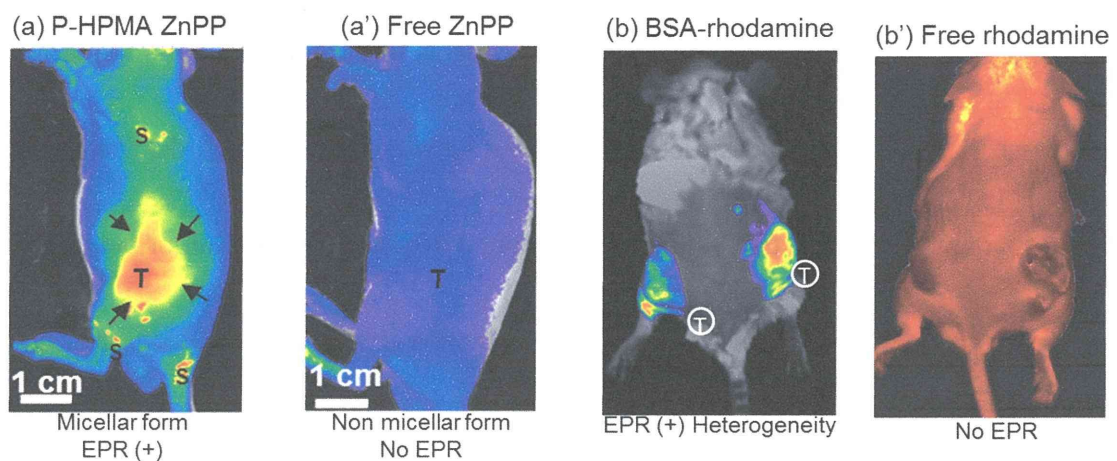 (a) P-HPMA ZnPP
(a') Free ZnPP
(b) BSA-rhodamine
(b') Free rhodamine
S
T
S
S
1 cm
T
1 cm
T
T
Micellar form
EPR (+)
Non micellar form
No EPR
EPR (+) Heterogeneity
No EPR